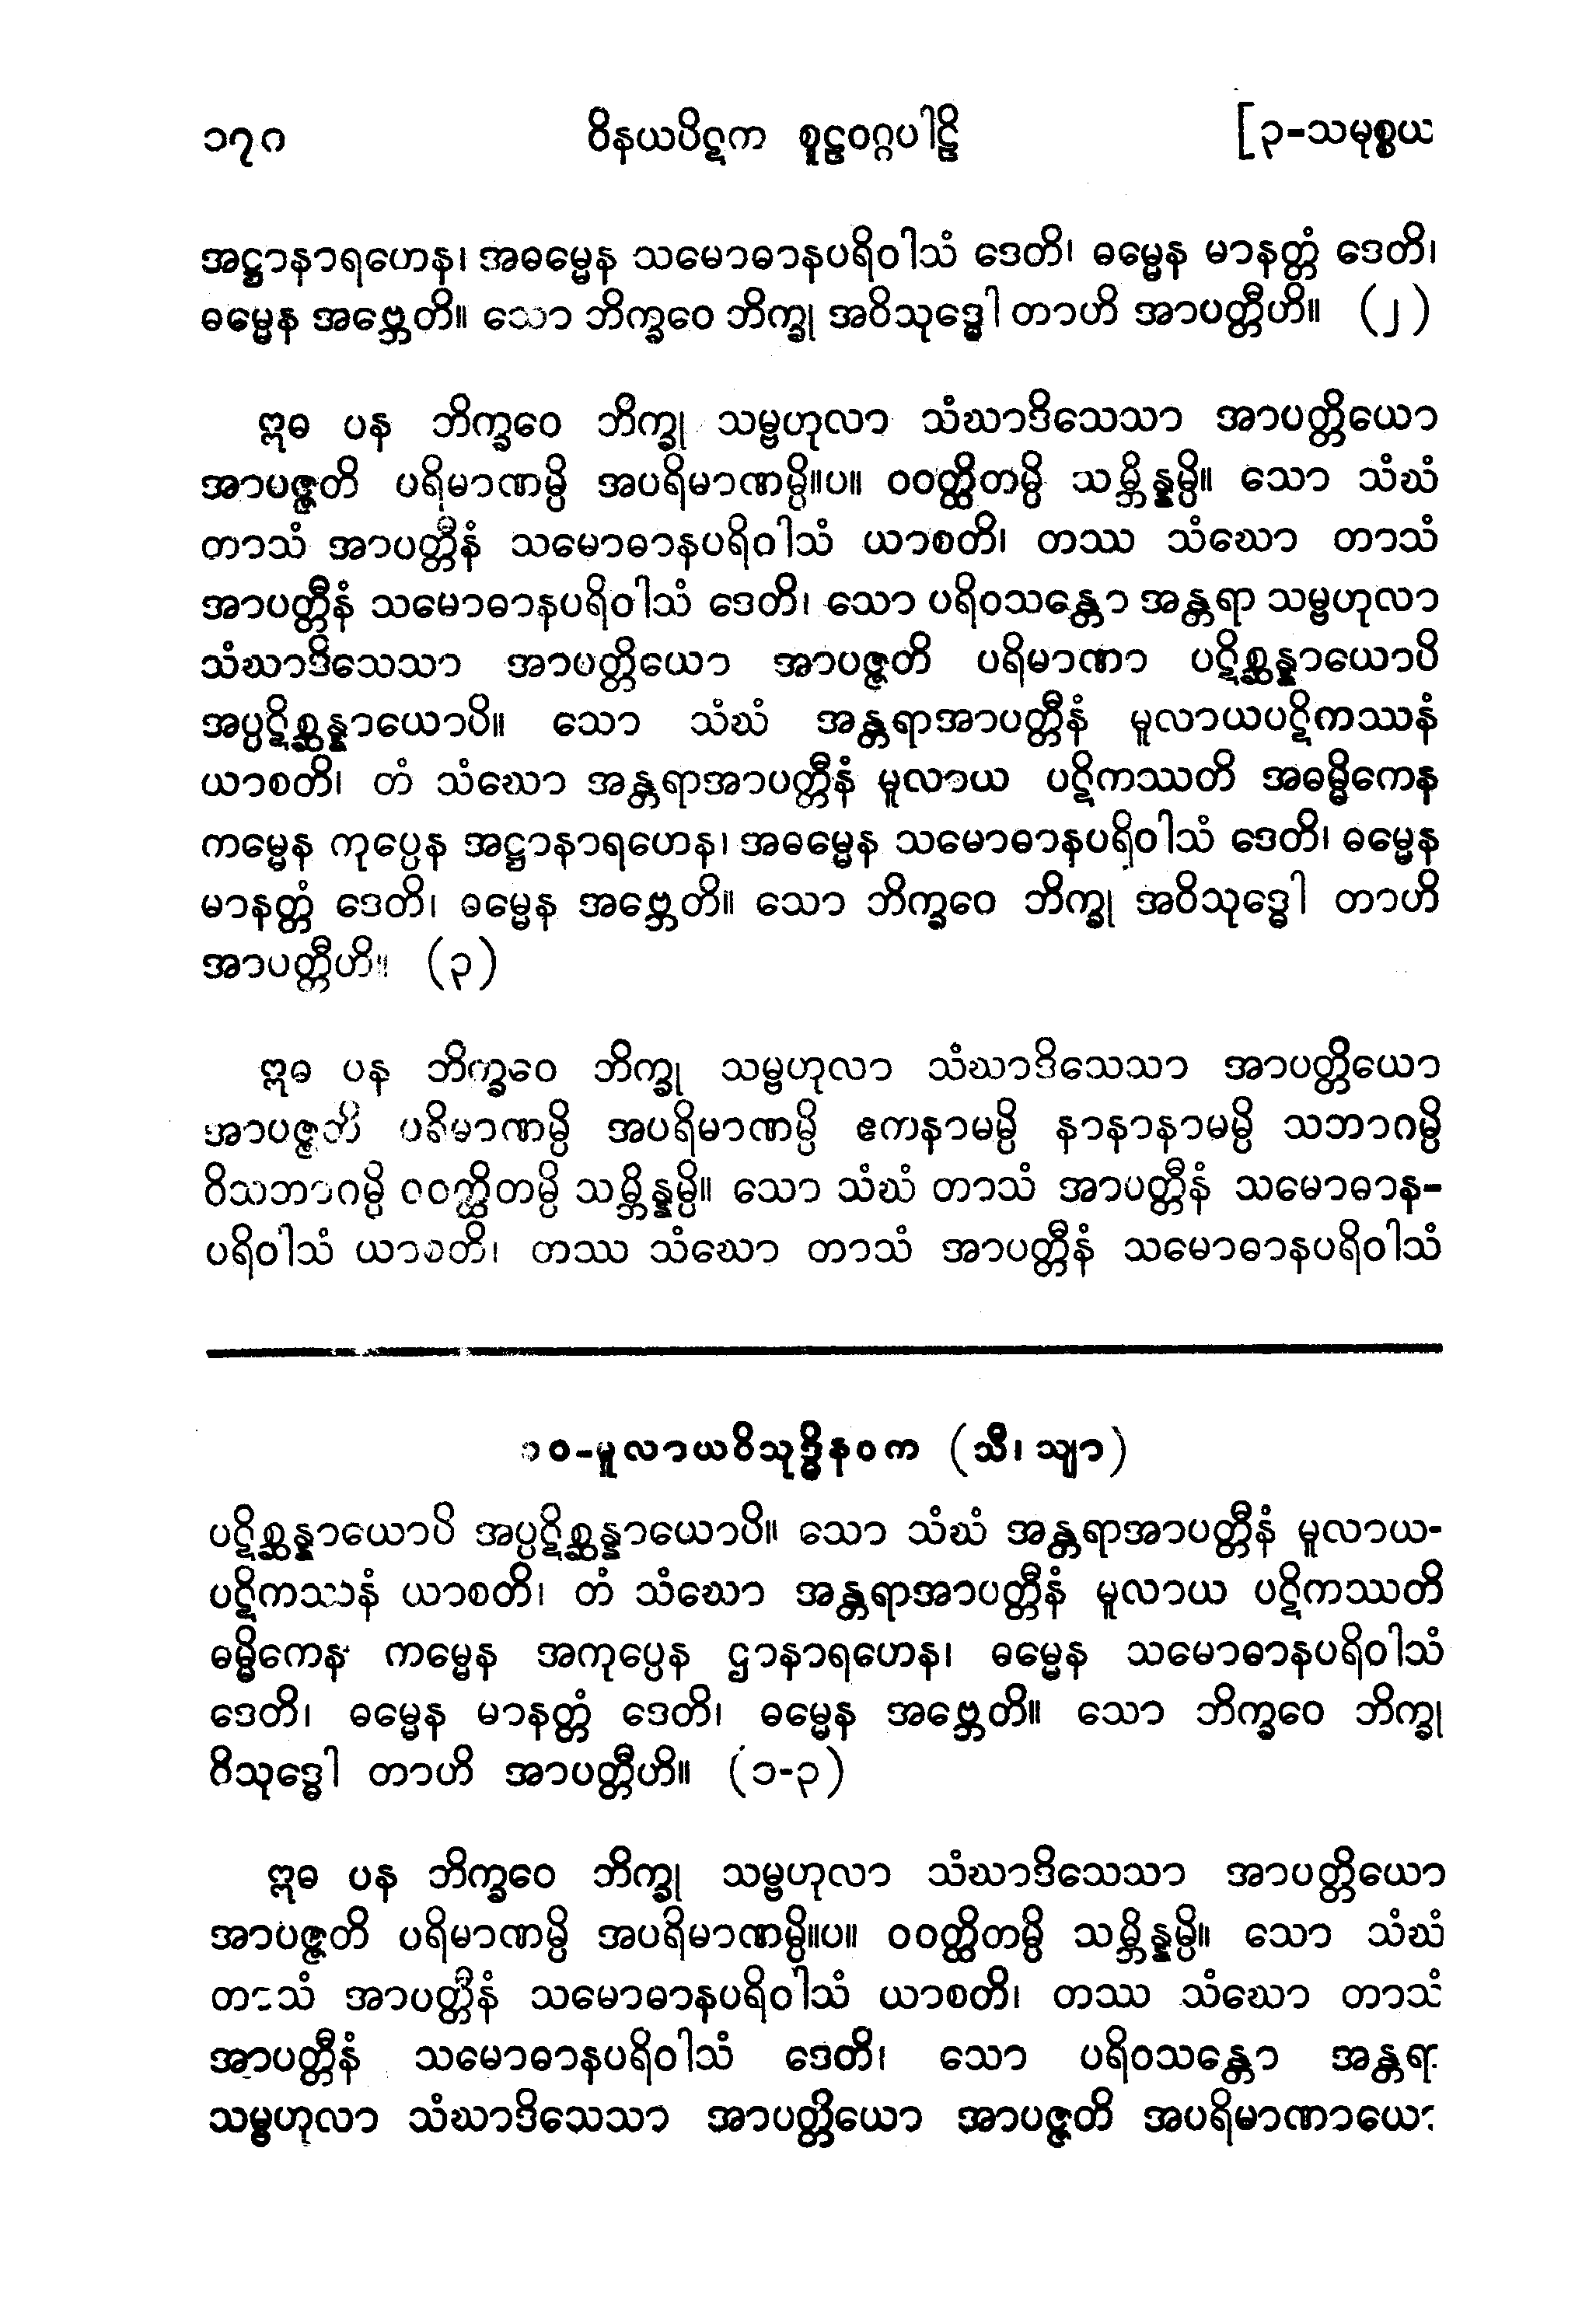 ၁၇ဂ ဝိနယပိဋက စူဠဝဂ္ဂပါဠိ [၃-သမုစ္စယ
အဋ္ဌာနာရဟေန၊ အဓမ္မေန သမောဓာနပရိဝါသံ ဒေတိ၊ ဓမ္မေန မာနတ္တံ ဒေတိ၊
ဓမ္မေန အဗ္ဘေတိ။ သော ဘိက္ခဝေ ဘိက္ခု အဝိသုဒ္ဓေါ တာဟိ အာပတ္တီဟိ။ (၂)
ဣဓ ပန ဘိက္ခဝေ ဘိက္ခု သမ္ဗဟုလာ သံဃာဒိသေသာ အာပတ္တိယော
အာပဇ္ဇတိ ပရိမာဏမ္ပိ အပရိမာဏမ္ပိ။ပ။ ဝဝတ္ထိတမ္ပိ သမ္ဘိန္နမ္ပိ။ သော သံဃံ
တာသံ အာပတ္တီနံ သမောဓာနပရိဝါသံ ယာစတိ၊ တဿ သံဃော တာသံ
အာပတ္တီနံ သမောဓာနပရိဝါသံ ဒေတိ၊ သော ပရိဝသန္တော အန္တရာ သမ္ဗဟုလာ
သံဃာဒိသေသာ အာပတ္တိယော အာပဇ္ဇတိ ပရိမာဏာ ပဋိစ္ဆန္နာယောပိ
အပ္ပဋိစ္ဆန္နာယောပိ။ သော သံဃံ အန္တရာအာပတ္တီနံ မူလာယပဋိကဿနံ
ယာစတိ၊ တံ သံဃော အန္တရာအာပတ္တီနံ မူလာယ ပဋိကဿတိ အဓမ္မိကေန
ကမ္မေန ကုပ္ပေန အဋ္ဌာနာရဟေန၊ အဓမ္မေန သမောဓာနပရိဝါသံ ဒေတိ၊ ဓမ္မေန
မာနတ္တံ ဒေတိ၊ ဓမ္မေန အဗ္ဘေတိ။ သော ဘိက္ခဝေ ဘိက္ခု အဝိသုဒ္ဓေါ တာဟိ
အာပတ္တီဟိ။ (၃)
ဣဓ ပန ဘိက္ခဝေ ဘိက္ခု သမ္ဗဟုလာ သံဃာဒိသေသာ အာပတ္တိယော
အာပဇ္ဇတိ ပရိမာဏမ္ပိ အပရိမာဏမ္ပိ ဧကနာမမ္ပိ နာနာနာမမ္ပိ သဘာဂမ္ပိ
ဝိသဘာဂမ္ပိ ဝဝတ္ထိတမ္ပိ သမ္ဘိန္နမ္ပိ။ သော သံဃံ တာသံ အာပတ္တီနံ သမောဓာန-
ပရိဝါသံ ယာစတိ၊ တဿ သံဃော တာသံ အာပတ္တီနံ သမောဓာနပရိဝါသံ
၁၀-မူလာယဝိသုဒ္ဓိနဝက (သီ၊ သျာ)
ပဋိစ္ဆန္နာယောပိ အပ္ပဋိစ္ဆန္နာယောပိ။ သော သံဃံ အန္တရာအာပတ္တီနံ မူလာယ-
ပဋိကဿနံ ယာစတိ၊ တံ သံဃော အန္တရာအာပတ္တီနံ မူလာယ ပဋိကဿတိ
ဓမ္မိကေန ကမ္မေန အကုပ္ပေန ဌာနာရဟေန၊ ဓမ္မေန သမောဓာနပရိဝါသံ
ဒေတိ၊ ဓမ္မေန မာနတ္တံ ဒေတိ၊ ဓမ္မေန အဗ္ဘေတိ။ သော ဘိက္ခဝေ ဘိက္ခု
ဝိသုဒ္ဓေါ တာဟိ အာပတ္တီဟိ။ (၁-၃)
ဣဓ ပန ဘိက္ခဝေ ဘိက္ခု သမ္ဗဟုလာ သံဃာဒိသေသာ အာပတ္တိယော
အာပဇ္ဇတိ ပရိမာဏမ္ပိ အပရိမာဏမ္ပိ။ပ။ ဝဝတ္ထိတမ္ပိ သမ္ဘိန္နမ္ပိ။ သော သံဃံ
တာသံ အာပတ္တီနံ သမောဓာနပရိဝါသံ ယာစတိ၊ တဿ သံဃော တာသံ
အာပတ္တီနံ သမောဓာနပရိဝါသံ ဒေတိ၊ သော ပရိဝသန္တော အန္တရာ
သမ္ဗဟုလာ သံဃာဒိသေသာ အာပတ္တိယော အာပဇ္ဇတိ အပရိမာဏာယော